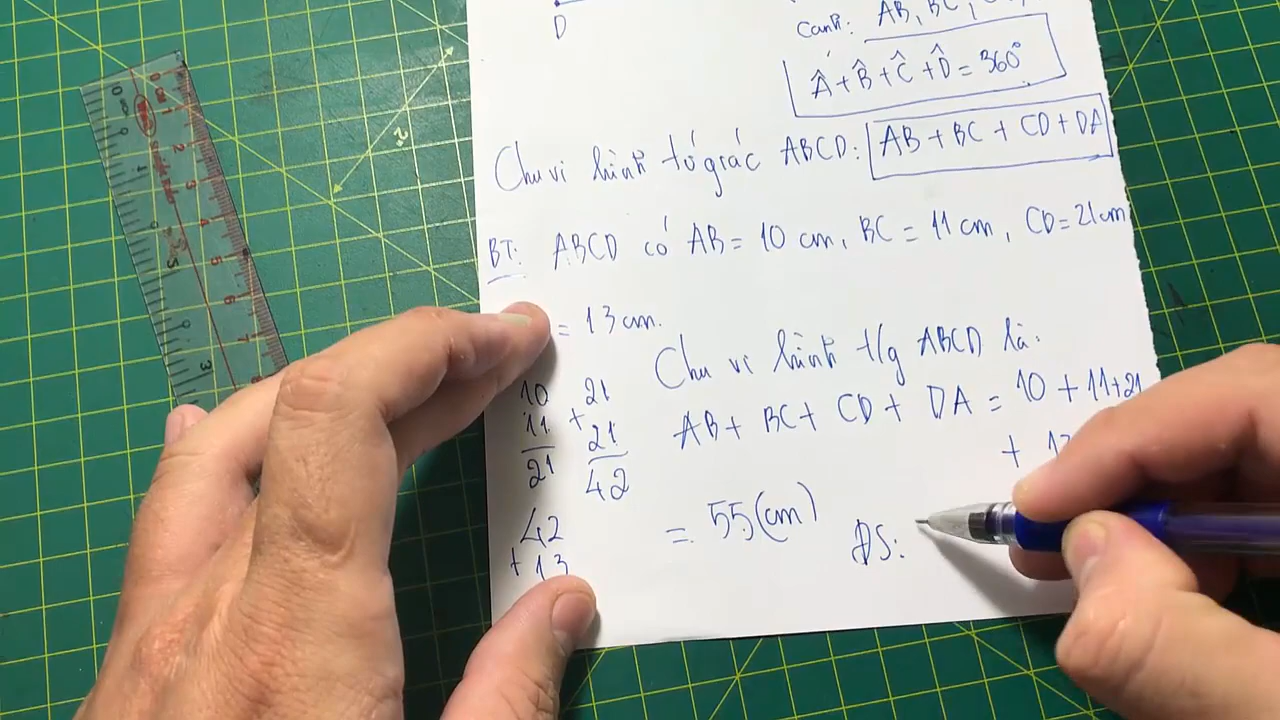 D
Cạnh: AB, BC,
Â + B̂ + Ĉ + D̂ = 360°
Chu vi hình tứ giác ABCD: AB + BC + CD + DA
BT: ABCD có AB = 10 cm, BC = 11 cm, CD = 21 cm
= 13 cm.
Chu vi hình t/g ABCD là:
AB + BC + CD + DA = 10 + 11 + 21
+
= 55 (cm)
ĐS:
10
11
21
21
+
21
42
42
+ 13